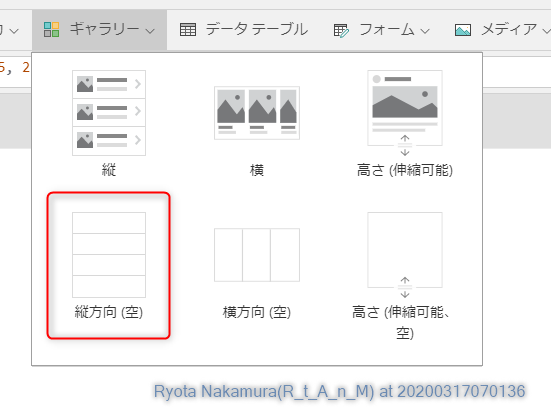 ギャラリー データ テーブル フォーム メディア
5, 2
縦 横 高さ (伸縮可能)
縦方向 (空) 横方向 (空) 高さ (伸縮可能、
空)
Ryota Nakamura(R_t_A_n_M) at 20200317070136